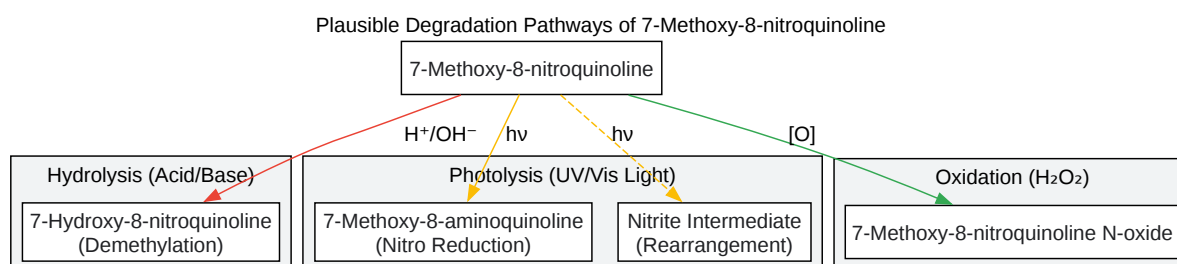 Plausible Degradation Pathways of 7-Methoxy-8-nitroquinoline
7-Methoxy-8-nitroquinoline
H⁺/OH⁻
hν
hν
[O]
Hydrolysis (Acid/Base)
7-Hydroxy-8-nitroquinoline
(Demethylation)
Photolysis (UV/Vis Light)
7-Methoxy-8-aminoquinoline
(Nitro Reduction)
Nitrite Intermediate
(Rearrangement)
Oxidation (H₂O₂)
7-Methoxy-8-nitroquinoline N-oxide